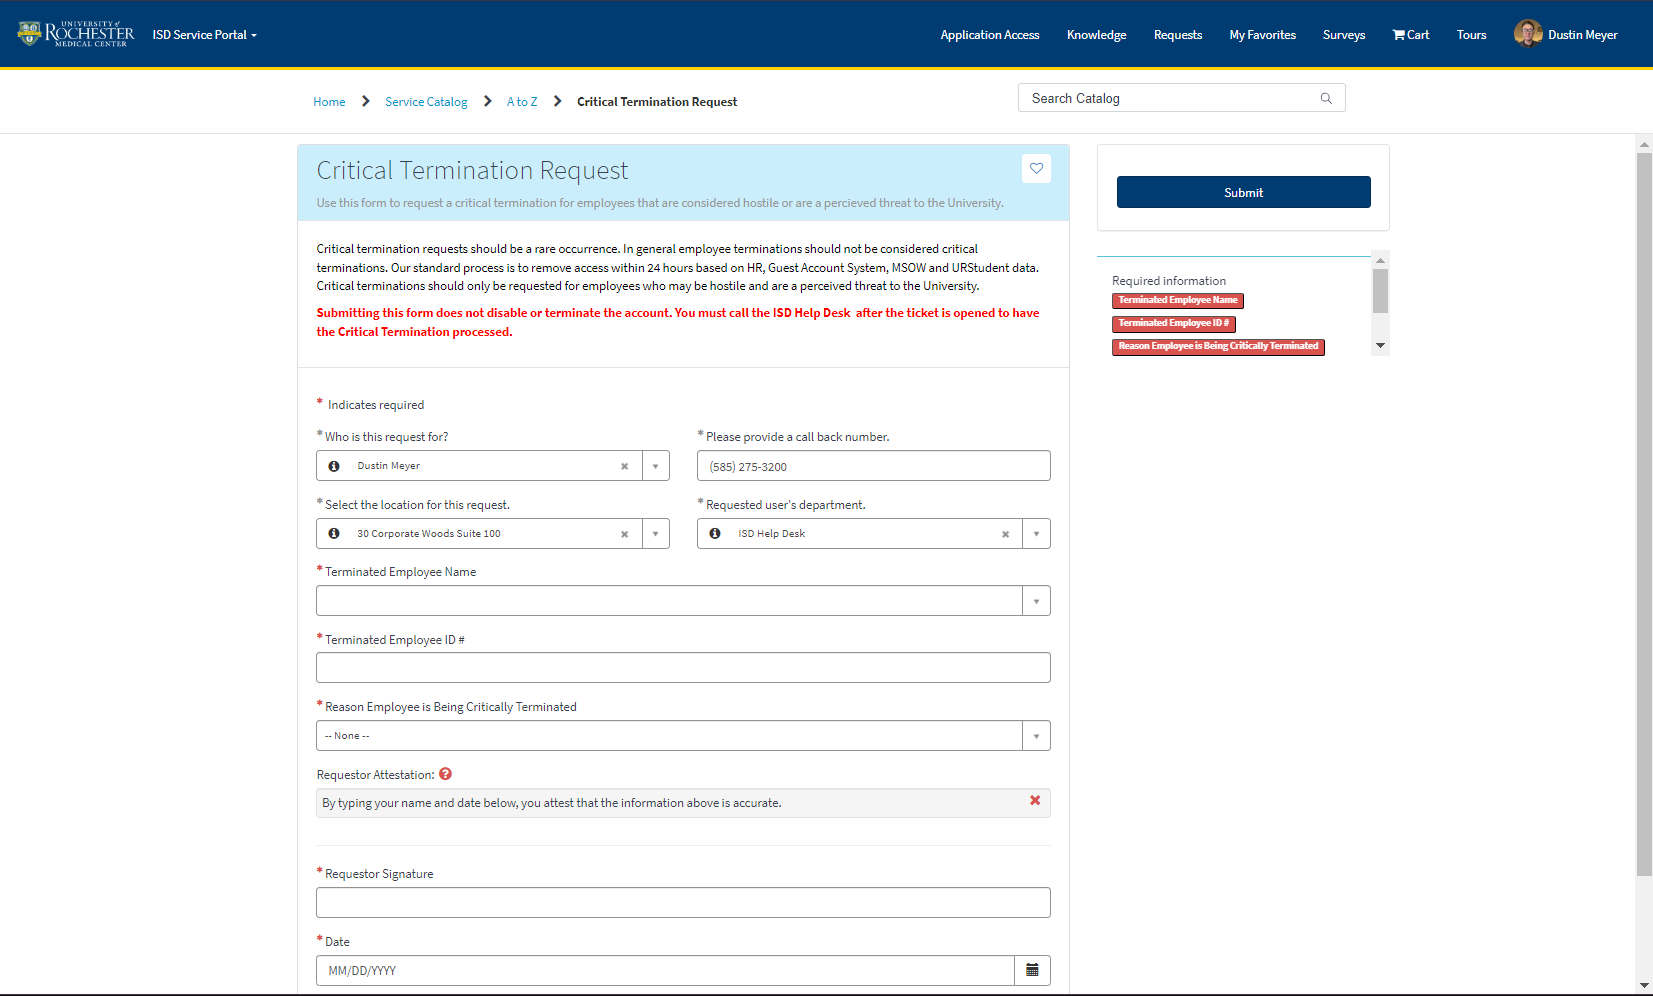 UNIVERSITY of
ROCHESTER
MEDICAL CENTER
ISD Service Portal
Application Access
Knowledge
Requests
My Favorites
Surveys
Cart
Tours
Dustin Meyer
Home
Service Catalog
A to Z
Critical Termination Request
Search Catalog
Critical Termination Request
Use this form to request a critical termination for employees that are considered hostile or are a percieved threat to the University.
Critical termination requests should be a rare occurrence. In general employee terminations should not be considered critical
terminations. Our standard process is to remove access within 24 hours based on HR, Guest Account System, MSOW and URStudent data.
Critical terminations should only be requested for employees who may be hostile and are a perceived threat to the University.
Submitting this form does not disable or terminate the account. You must call the ISD Help Desk after the ticket is opened to have
the Critical Termination processed.
Submit
Required information
Terminated Employee Name
Terminated Employee ID #
Reason Employee is Being Critically Terminated
* Indicates required
* Who is this request for?
Dustin Meyer
* Please provide a call back number.
(585) 275-3200
* Select the location for this request.
30 Corporate Woods Suite 100
* Requested user's department.
ISD Help Desk
* Terminated Employee Name
* Terminated Employee ID #
* Reason Employee is Being Critically Terminated
-- None --
Requestor Attestation:
By typing your name and date below, you attest that the information above is accurate.
* Requestor Signature
* Date
MM/DD/YYYY